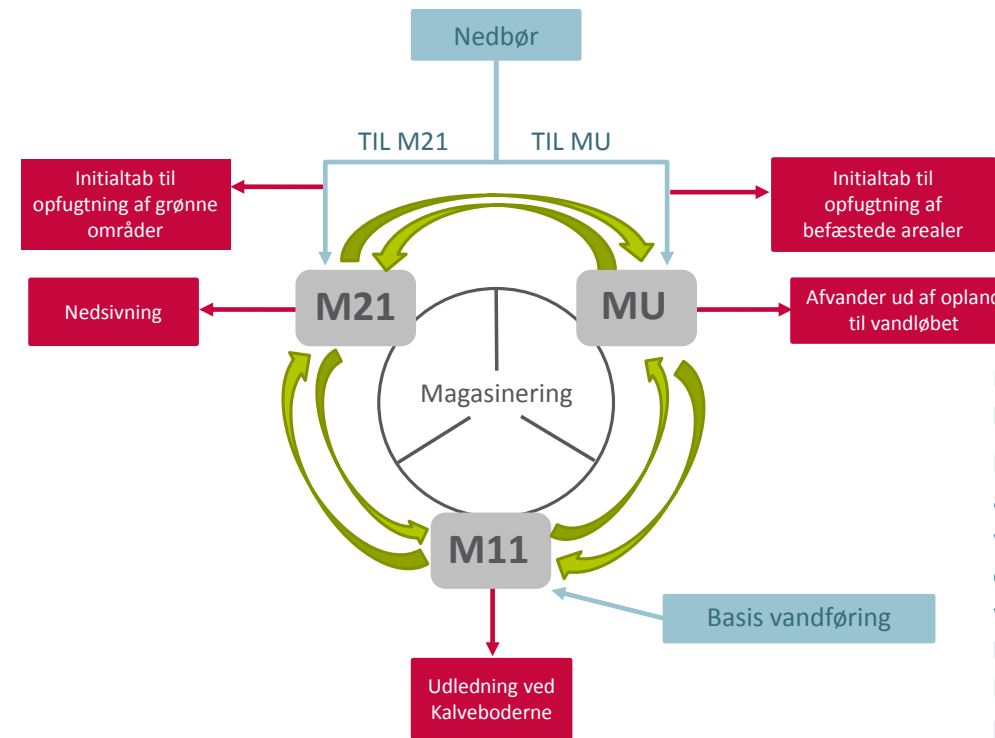 Nedbør
TIL M21
TIL MU
Initialtab til
opfugtning af grønne
områder
Initialtab til
opfugtning af
befæstede arealer
M21
MU
Nedsivning
Afvander ud af opland
til vandløbet
Magasinering
M11
Basis vandføring
Udledning ved
Kalveboderne